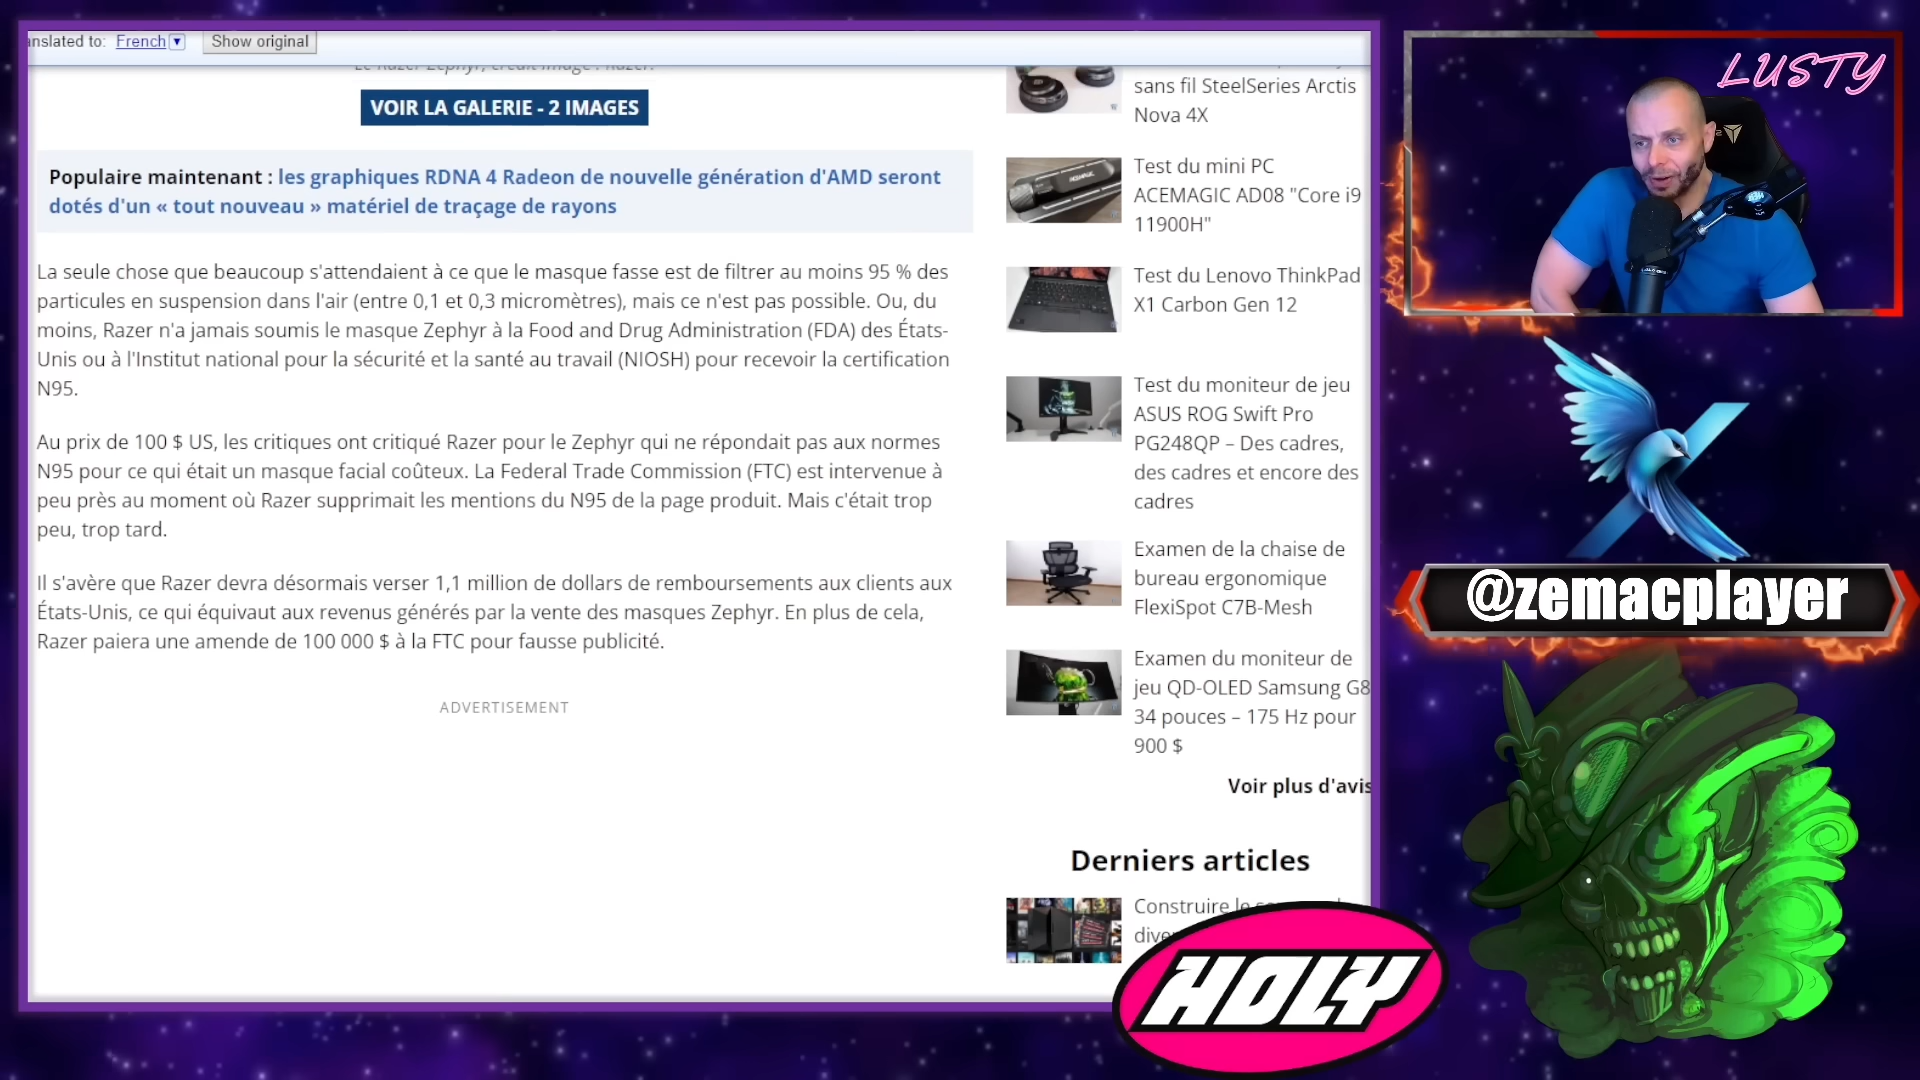 anslated to: French ▼ Show original
Le Razer Zephyr, crédit image : Razer.
VOIR LA GALERIE - 2 IMAGES
Populaire maintenant : les graphiques RDNA 4 Radeon de nouvelle génération d'AMD seront
dotés d'un « tout nouveau » matériel de traçage de rayons
La seule chose que beaucoup s'attendaient à ce que le masque fasse est de filtrer au moins 95 % des
particules en suspension dans l'air (entre 0,1 et 0,3 micromètres), mais ce n'est pas possible. Ou, du
moins, Razer n'a jamais soumis le masque Zephyr à la Food and Drug Administration (FDA) des États-
Unis ou à l'Institut national pour la sécurité et la santé au travail (NIOSH) pour recevoir la certification
N95.
Au prix de 100 $ US, les critiques ont critiqué Razer pour le Zephyr qui ne répondait pas aux normes
N95 pour ce qui était un masque facial coûteux. La Federal Trade Commission (FTC) est intervenue à
peu près au moment où Razer supprimait les mentions du N95 de la page produit. Mais c'était trop
peu, trop tard.
Il s'avère que Razer devra désormais verser 1,1 million de dollars de remboursements aux clients aux
États-Unis, ce qui équivaut aux revenus générés par la vente des masques Zephyr. En plus de cela,
Razer paiera une amende de 100 000 $ à la FTC pour fausse publicité.
ADVERTISEMENT
sans fil SteelSeries Arctis
Nova 4X
Test du mini PC
ACEMAGIC AD08 "Core i9
11900H"
Test du Lenovo ThinkPad
X1 Carbon Gen 12
Test du moniteur de jeu
ASUS ROG Swift Pro
PG248QP – Des cadres,
des cadres et encore des
cadres
Examen de la chaise de
bureau ergonomique
FlexiSpot C7B-Mesh
Examen du moniteur de
jeu QD-OLED Samsung G8
34 pouces – 175 Hz pour
900 $
Voir plus d'avis
Derniers articles
Construire le
LUSTY
@zemacplayer
HOLY